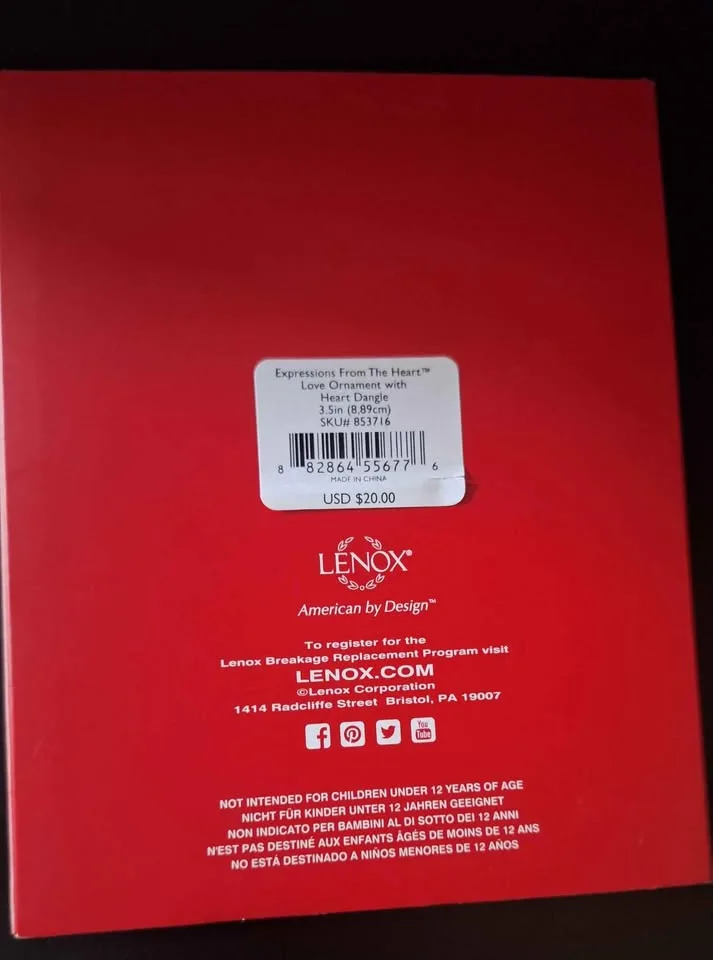 Expressions From The Heart™
Love Ornament with
Heart Dangle
3.5in (8.89cm)
SKU# 853716
8 82864 55677 6
MADE IN CHINA
USD $20.00
LENOX®
American by Design™
To register for the
Lenox Breakage Replacement Program visit
LENOX.COM
©Lenox Corporation
1414 Radcliffe Street Bristol, PA 19007
f You Tube
NOT INTENDED FOR CHILDREN UNDER 12 YEARS OF AGE
NICHT FÜR KINDER UNTER 12 JAHREN GEEIGNET
NON INDICATO PER BAMBINI AL DI SOTTO DEI 12 ANNI
N'EST PAS DESTINÉ AUX ENFANTS ÂGÉS DE MOINS DE 12 ANS
NO ESTÁ DESTINADO A NIÑOS MENORES DE 12 AÑOS